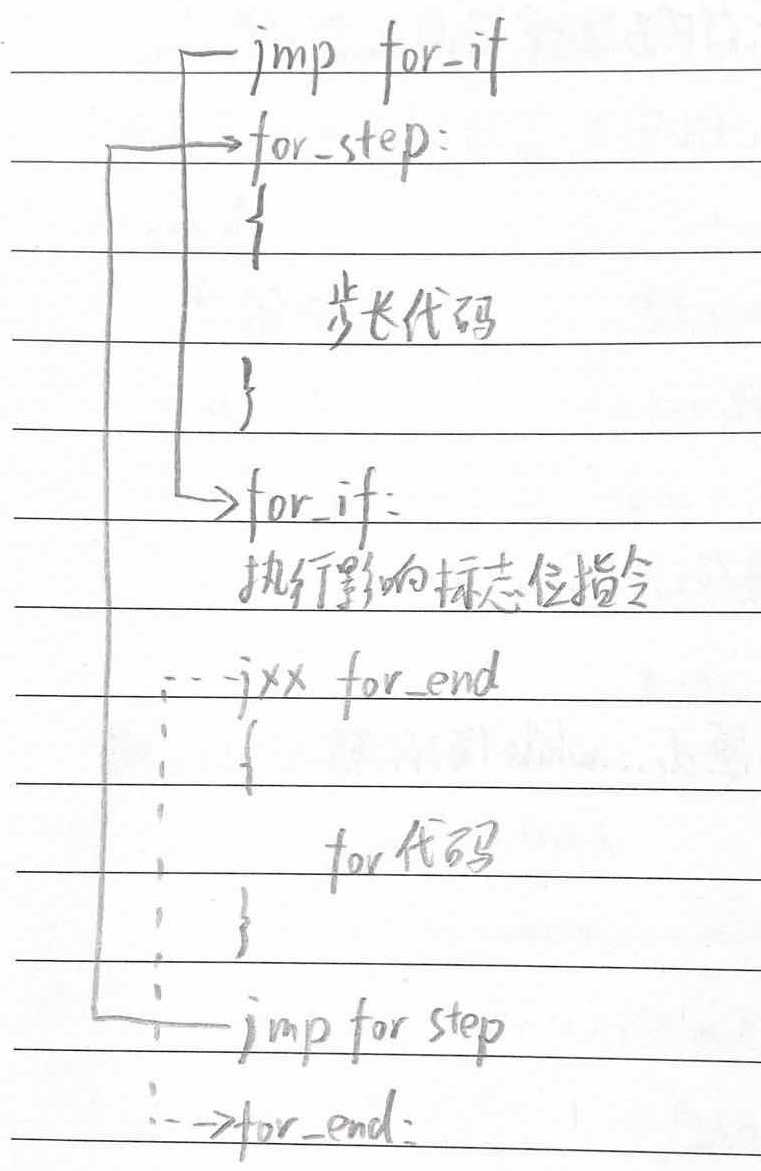 jmp for_if
for_step:
{
步长代码
}
for_if:
执行影响标志位指令
jxx for_end
{
for代码
}
jmp for step
for_end: